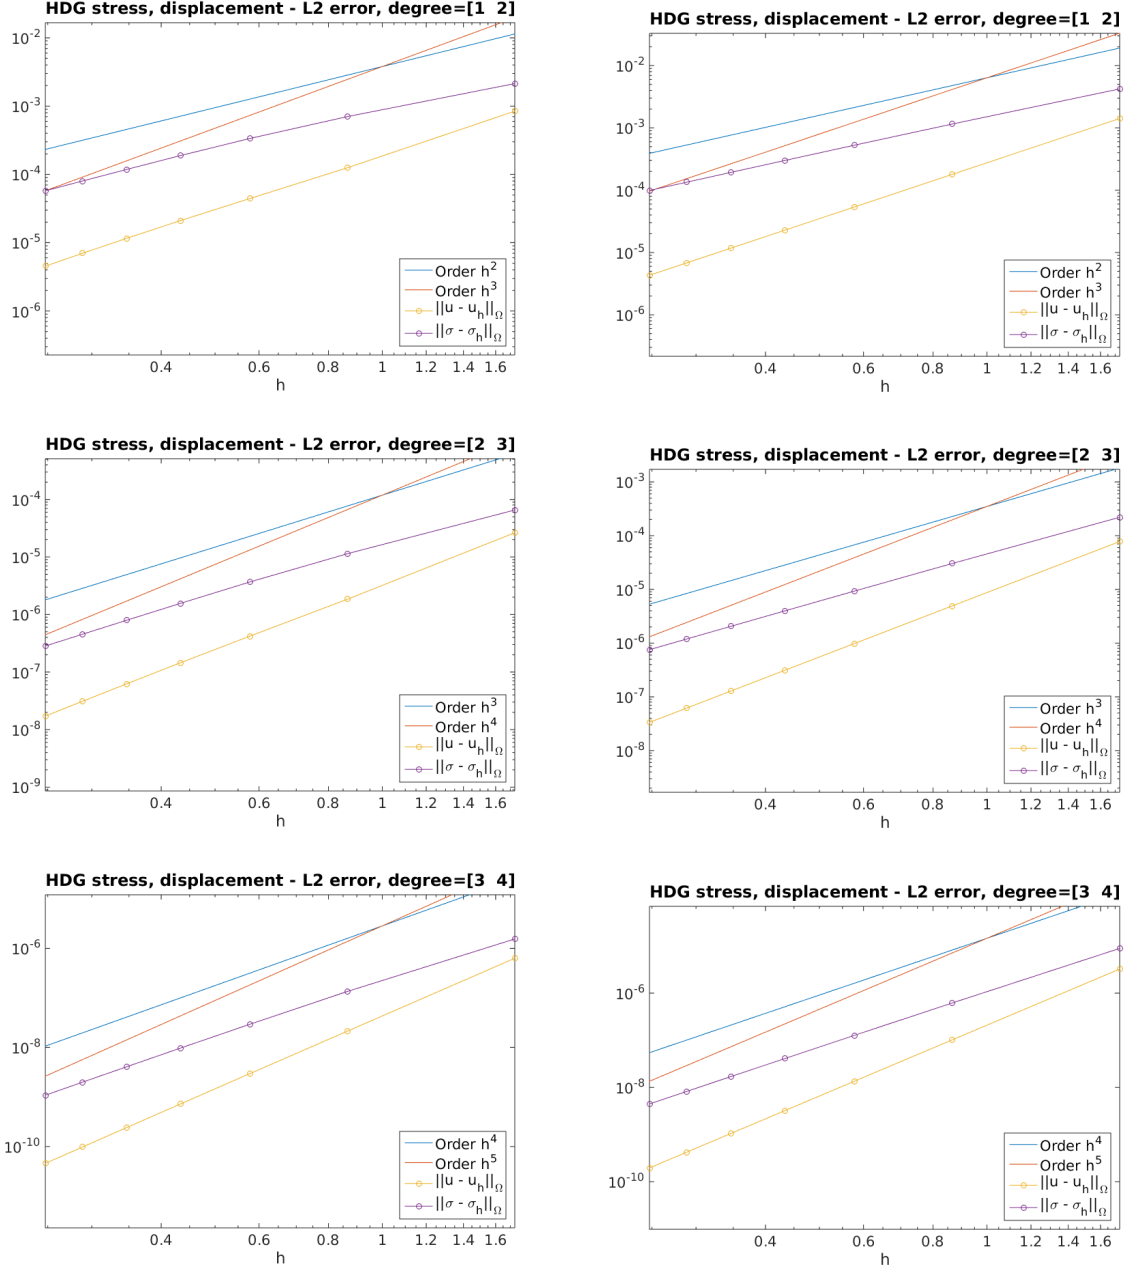 HDG stress, displacement - L2 error, degree=[1 2]
10^-2
10^-3
10^-4
10^-5
10^-6
0.4
0.6
0.8
1
1.2
1.4
1.6
h
Order h^2
Order h^3
||u - u_h||_Ω
||σ - σ_h||_Ω
HDG stress, displacement - L2 error, degree=[1 2]
10^-2
10^-3
10^-4
10^-5
10^-6
0.4
0.6
0.8
1
1.2
1.4
1.6
h
Order h^2
Order h^3
||u - u_h||_Ω
||σ - σ_h||_Ω
HDG stress, displacement - L2 error, degree=[2 3]
10^-4
10^-5
10^-6
10^-7
10^-8
10^-9
0.4
0.6
0.8
1
1.2
1.4
1.6
h
Order h^3
Order h^4
||u - u_h||_Ω
||σ - σ_h||_Ω
HDG stress, displacement - L2 error, degree=[2 3]
10^-3
10^-4
10^-5
10^-6
10^-7
10^-8
0.4
0.6
0.8
1
1.2
1.4
1.6
h
Order h^3
Order h^4
||u - u_h||_Ω
||σ - σ_h||_Ω
HDG stress, displacement - L2 error, degree=[3 4]
10^-6
10^-8
10^-10
0.4
0.6
0.8
1
1.2
1.4
1.6
h
Order h^4
Order h^5
||u - u_h||_Ω
||σ - σ_h||_Ω
HDG stress, displacement - L2 error, degree=[3 4]
10^-6
10^-8
10^-10
0.4
0.6
0.8
1
1.2
1.4
1.6
h
Order h^4
Order h^5
||u - u_h||_Ω
||σ - σ_h||_Ω